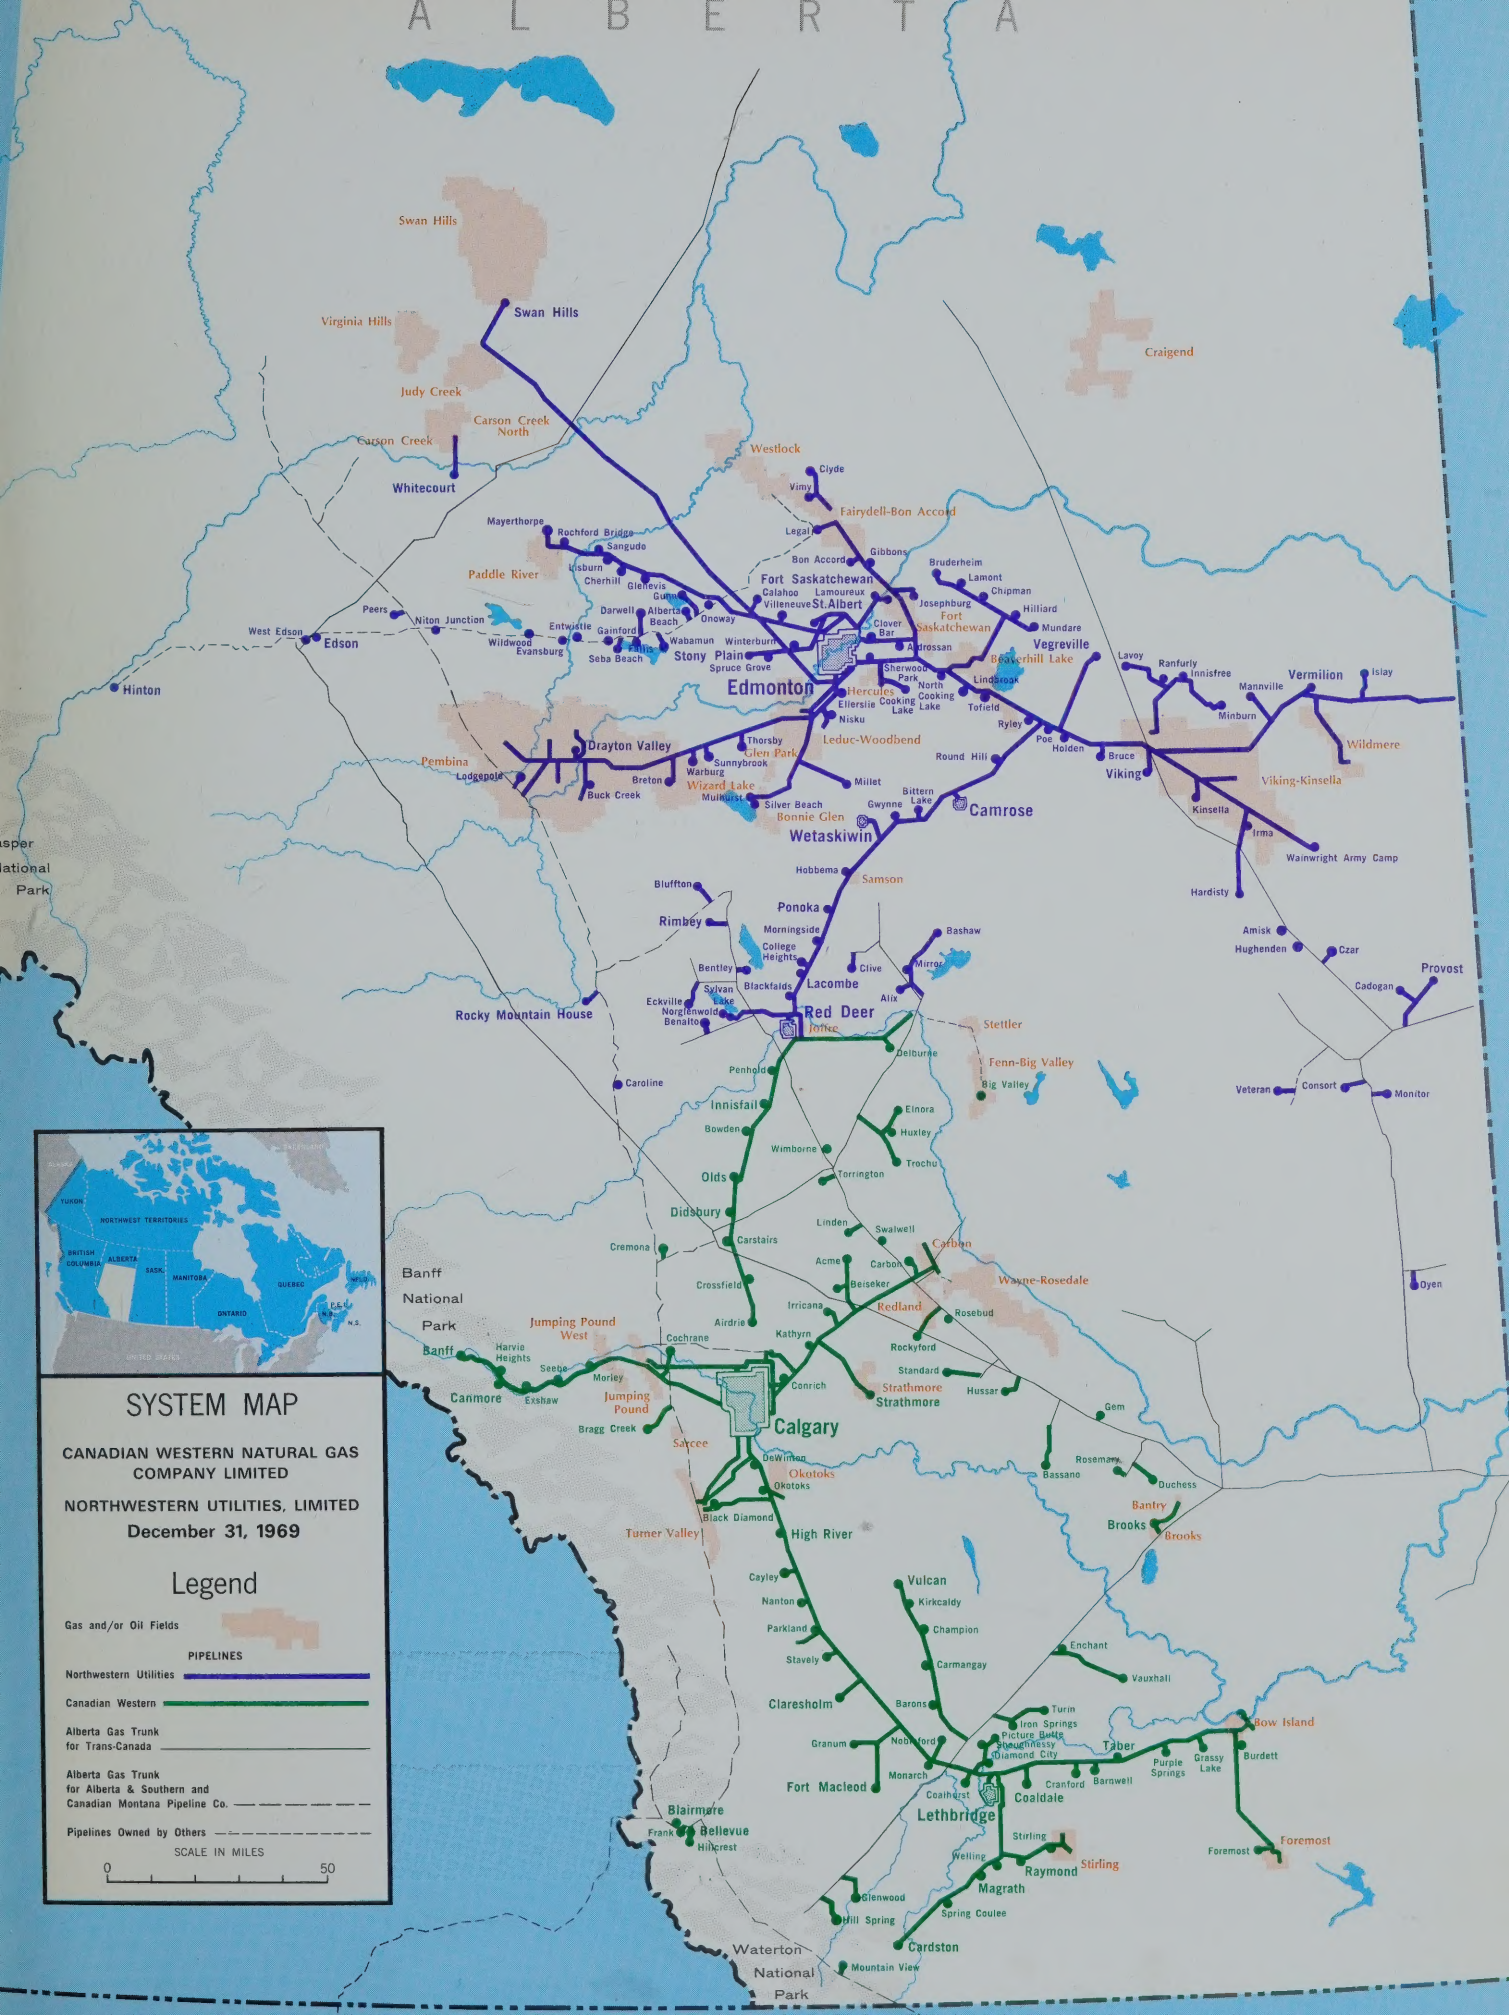 ALBERTA
Swan Hills
Swan Hills
Virginia Hills
Craigend
Judy Creek
Carson Creek
North
Carson Creek
Westlock
Whitecourt
Clyde
Vimy
Fairydell-Bon Accord
Legal
Mayerthorpe
Rochford Bridge
Sangudo
Bon Accord
Gibbons
Bruderheim
Lisburn
Paddle River
Cherhill
Glenevis
Gunn
Fort Saskatchewan
Lamont
Calahoo
Lamoureux
Chipman
Villeneuve
St. Albert
Josephburg
Hilliard
Peers
Darwell
Alberta
Beach
Onoway
Fort
Saskatchewan
Mundare
Niton Junction
Entwistle
Gainford
Clover
Bar
West Edson
Edson
Wildwood
Evansburg
Fallis
Seba Beach
Wabamun
Winterburn
Ardrossan
Vegreville
Stony Plain
Spruce Grove
Beaverhill Lake
Lavoy
Ranfurly
Innisfree
Vermilion
Islay
Sherwood
Park
Lindbrook
Hinton
Edmonton
Hercules
Ellerslie
Cooking
Lake
North
Cooking
Lake
Tofield
Mannville
Minburn
Nisku
Ryley
Poe
Holden
Leduc-Woodbend
Drayton Valley
Thorsby
Glen Park
Wildmere
Pembina
Sunnybrook
Warburg
Round Hill
Bruce
Viking
Viking-Kinsella
Lodgepole
Breton
Wizard Lake
Millet
Buck Creek
Mulhurst
Silver Beach
Bonnie Glen
Gwynne
Bittern
Lake
Camrose
Kinsella
Wetaskiwin
Irma
Wainwright Army Camp
Jasper
National
Park
Hobbema
Samson
Bluffton
Hardisty
Rimbey
Ponoka
Morningside
College
Heights
Bashaw
Amisk
Hughenden
Czar
Bentley
Clive
Mirror
Provost
Sylvan
Lake
Blackfalds
Lacombe
Cadogan
Eckville
Alix
Rocky Mountain House
Norglenwold
Benalto
Red Deer
Joffre
Stettler
Delburne
Fenn-Big Valley
Penhold
Caroline
Big Valley
Veteran
Consort
Monitor
Innisfail
Elnora
Bowden
Huxley
Wimborne
Trochu
Olds
Torrington
Didsbury
Linden
Swalwell
Cremona
Carstairs
Carbon
Acme
Carbon
Banff
National
Park
Crossfield
Beiseker
Wayne-Rosedale
Oyen
Irricana
Redland
Rosebud
Jumping Pound
West
Airdrie
Kathyrn
Cochrane
Rockyford
Banff
Harvie
Heights
Seebe
Morley
Standard
Canmore
Exshaw
Jumping
Pound
Conrich
Strathmore
Strathmore
Hussar
Bragg Creek
Calgary
Gem
Sarcee
DeWinton
Bassano
Rosemary
Okotoks
Okotoks
Duchess
Black Diamond
Bantry
Turner Valley
High River
Brooks
Brooks
Cayley
Vulcan
Nanton
Kirkcaldy
Parkland
Champion
Stavely
Enchant
Carmangay
Vauxhall
Claresholm
Barons
Turin
Iron Springs
Bow Island
Granum
Nobleford
Picture Butte
Shaughnessy
Diamond City
Taber
Burdett
Monarch
Purple
Springs
Grassy
Lake
Fort Macleod
Coalhurst
Coaldale
Cranford
Barnwell
Blairmore
Lethbridge
Frank
Bellevue
Hillcrest
Stirling
Foremost
Foremost
Welling
Raymond
Stirling
Magrath
Glenwood
Hill Spring
Spring Coulee
Cardston
Waterton
National
Park
Mountain View
ALASKA
GREENLAND
YUKON
NORTHWEST TERRITORIES
BRITISH
COLUMBIA
ALBERTA
SASK.
MANITOBA
ONTARIO
QUEBEC
NFLD.
P.E.I.
N.B.
N.S.
UNITED STATES
SYSTEM MAP
CANADIAN WESTERN NATURAL GAS
COMPANY LIMITED
NORTHWESTERN UTILITIES, LIMITED
December 31, 1969
Legend
Gas and/or Oil Fields
PIPELINES
Northwestern Utilities
Canadian Western
Alberta Gas Trunk
for Trans-Canada
Alberta Gas Trunk
for Alberta & Southern and
Canadian Montana Pipeline Co.
Pipelines Owned by Others
SCALE IN MILES
0 50